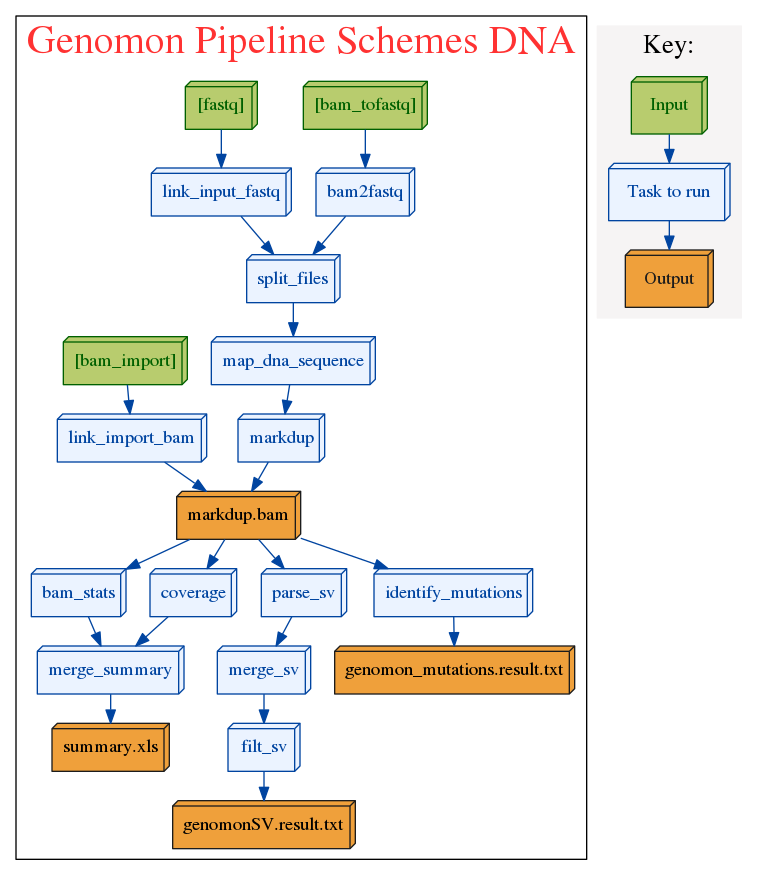 Genomon Pipeline Schemes DNA
Key:
[fastq]
[bam_tofastq]
Input
link_input_fastq
bam2fastq
Task to run
split_files
Output
[bam_import]
map_dna_sequence
link_import_bam
markdup
markdup.bam
bam_stats
coverage
parse_sv
identify_mutations
merge_summary
merge_sv
genomon_mutations.result.txt
summary.xls
filt_sv
genomonSV.result.txt